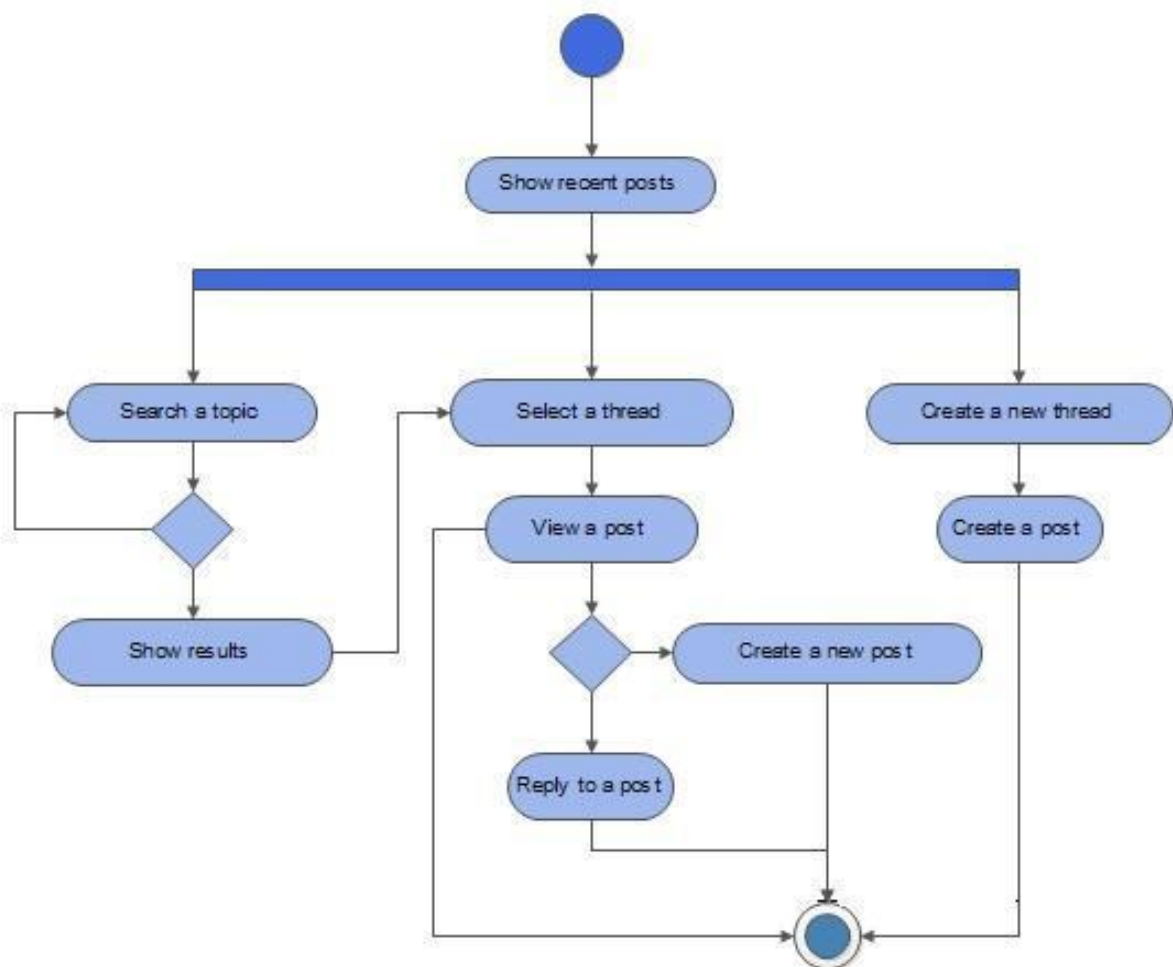 Show recent posts
Search a topic
Select a thread
Create a new thread
View a post
Create a post
Show results
Create a new post
Reply to a post